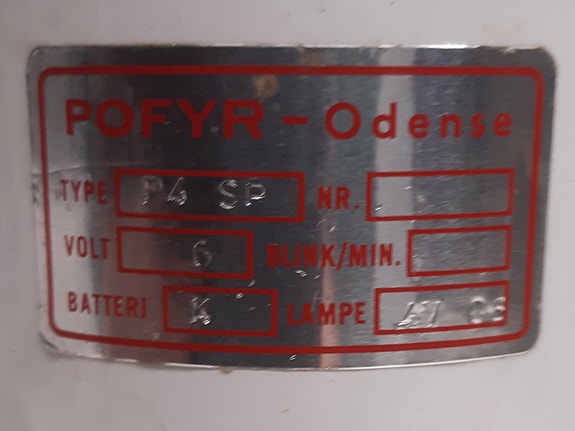 POFYR - Odense
TYPE P4 SP NR.
VOLT 6 BLINK/MIN.
BATTERI K LAMPE